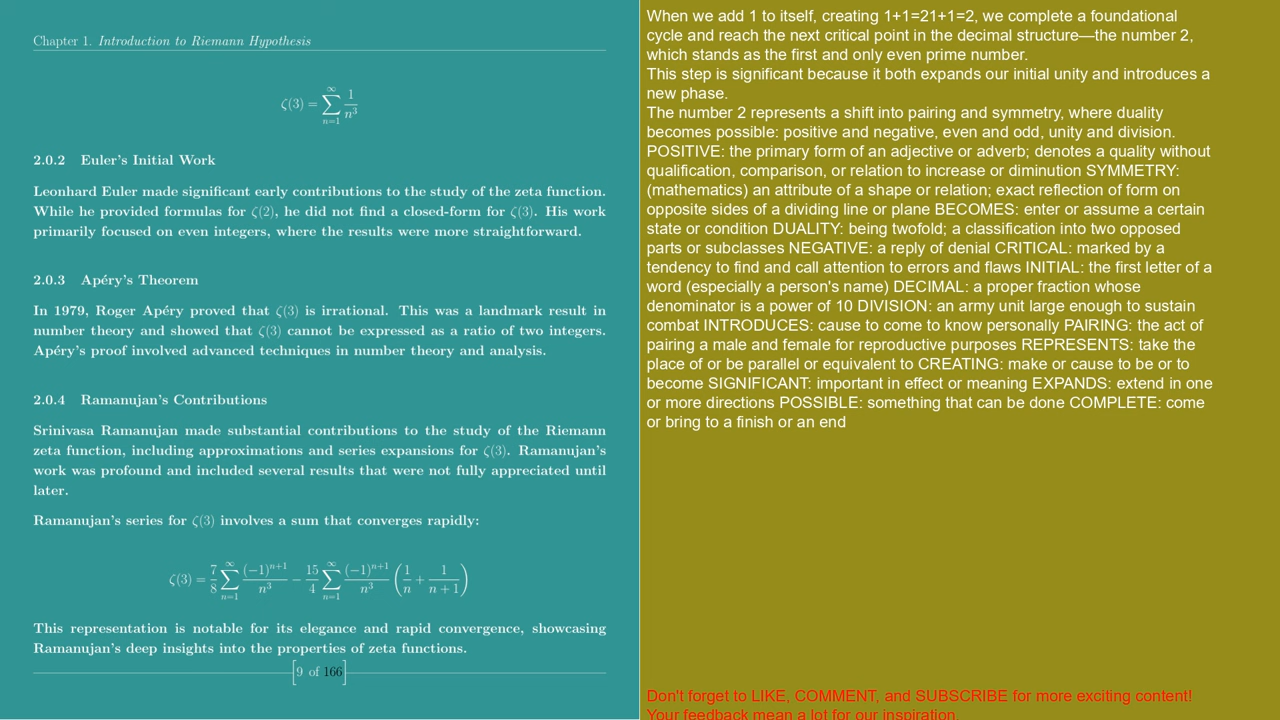 Chapter 1. Introduction to Riemann Hypothesis
ζ(3) = ∑_{n=1}^{∞} 1/n³
2.0.2 Euler's Initial Work
Leonhard Euler made significant early contributions to the study of the zeta function.
While he provided formulas for ζ(2), he did not find a closed-form for ζ(3). His work
primarily focused on even integers, where the results were more straightforward.
2.0.3 Apéry's Theorem
In 1979, Roger Apéry proved that ζ(3) is irrational. This was a landmark result in
number theory and showed that ζ(3) cannot be expressed as a ratio of two integers.
Apéry's proof involved advanced techniques in number theory and analysis.
2.0.4 Ramanujan's Contributions
Srinivasa Ramanujan made substantial contributions to the study of the Riemann
zeta function, including approximations and series expansions for ζ(3). Ramanujan's
work was profound and included several results that were not fully appreciated until
later.
Ramanujan's series for ζ(3) involves a sum that converges rapidly:
ζ(3) = 7/8 ∑_{n=1}^{∞} (-1)^{n+1}/n³ − 15/4 ∑_{n=1}^{∞} (-1)^{n+1}/n³ (1/n + 1/(n+1))
This representation is notable for its elegance and rapid convergence, showcasing
Ramanujan's deep insights into the properties of zeta functions.
[9 of 166]
When we add 1 to itself, creating 1+1=21+1=2, we complete a foundational
cycle and reach the next critical point in the decimal structure—the number 2,
which stands as the first and only even prime number.
This step is significant because it both expands our initial unity and introduces a
new phase.
The number 2 represents a shift into pairing and symmetry, where duality
becomes possible: positive and negative, even and odd, unity and division.
POSITIVE: the primary form of an adjective or adverb; denotes a quality without
qualification, comparison, or relation to increase or diminution SYMMETRY:
(mathematics) an attribute of a shape or relation; exact reflection of form on
opposite sides of a dividing line or plane BECOMES: enter or assume a certain
state or condition DUALITY: being twofold; a classification into two opposed
parts or subclasses NEGATIVE: a reply of denial CRITICAL: marked by a
tendency to find and call attention to errors and flaws INITIAL: the first letter of a
word (especially a person's name) DECIMAL: a proper fraction whose
denominator is a power of 10 DIVISION: an army unit large enough to sustain
combat INTRODUCES: cause to come to know personally PAIRING: the act of
pairing a male and female for reproductive purposes REPRESENTS: take the
place of or be parallel or equivalent to CREATING: make or cause to be or to
become SIGNIFICANT: important in effect or meaning EXPANDS: extend in one
or more directions POSSIBLE: something that can be done COMPLETE: come
or bring to a finish or an end
Don't forget to LIKE, COMMENT, and SUBSCRIBE for more exciting content!
Your feedback mean a lot for our inspiration.